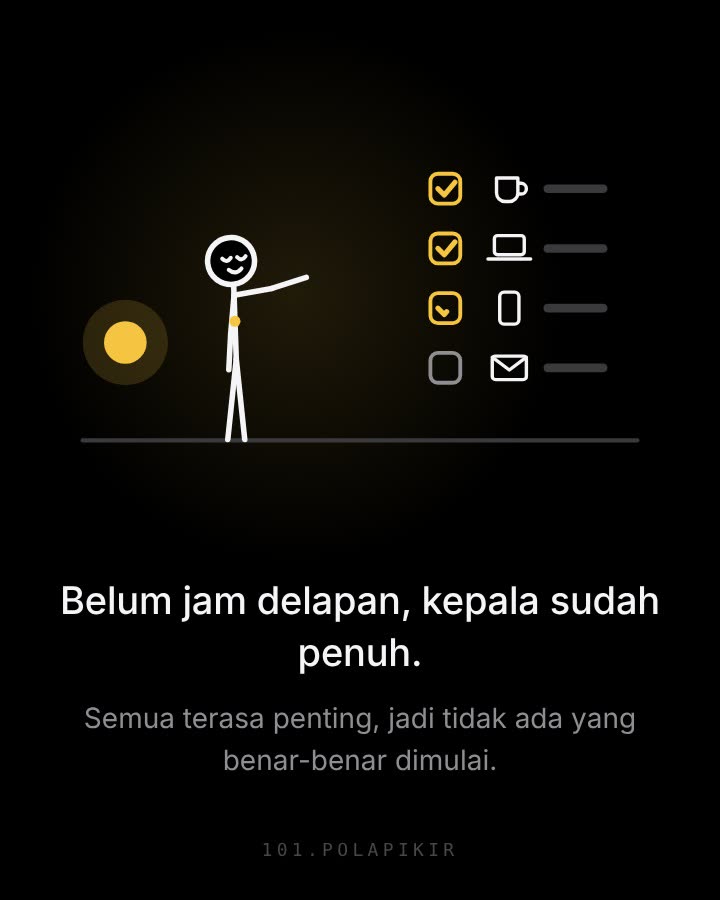 Belum jam delapan, kepala sudah
penuh.
Semua terasa penting, jadi tidak ada yang
benar-benar dimulai.
101.POLAPIKIR